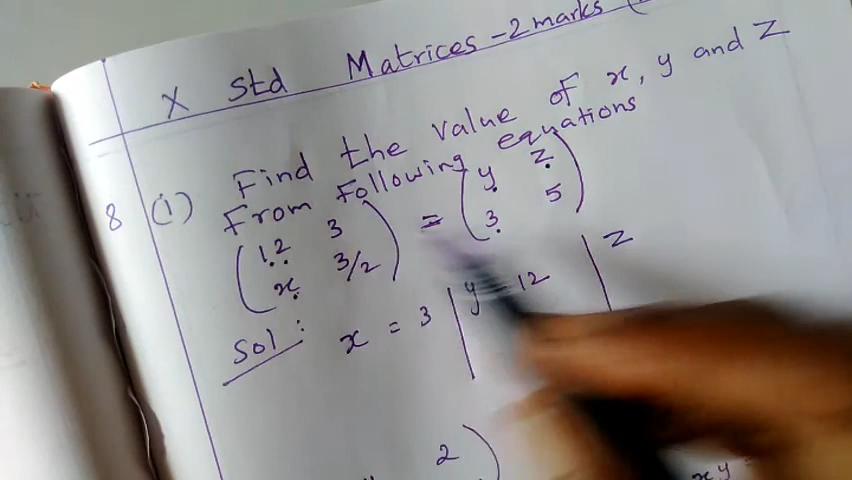 X Std Matrices - 2 marks (
8 (i) Find the value of x, y and z
From following equations
(12 3 = (y z
x 3/2) 3 5)
Sol: x = 3 | y = 12 | z
2
xy =